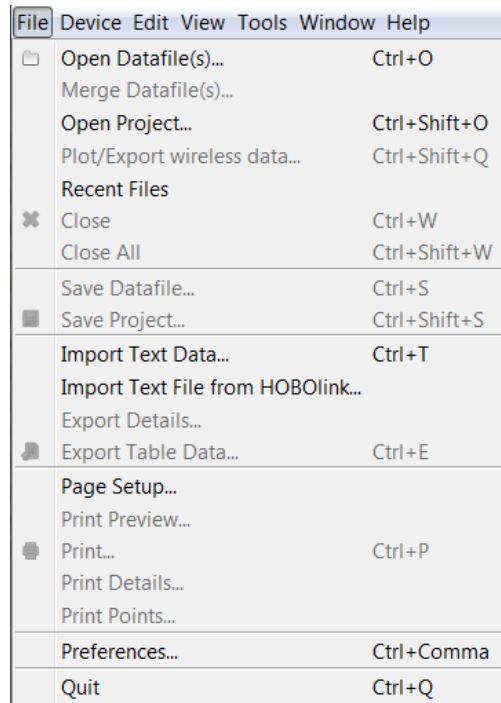 File Device Edit View Tools Window Help
Open Datafile(s)... Ctrl+O
Merge Datafile(s)...
Open Project... Ctrl+Shift+O
Plot/Export wireless data... Ctrl+Shift+Q
Recent Files
Close Ctrl+W
Close All Ctrl+Shift+W
Save Datafile... Ctrl+S
Save Project... Ctrl+Shift+S
Import Text Data... Ctrl+T
Import Text File from HOBOlink...
Export Details...
Export Table Data... Ctrl+E
Page Setup...
Print Preview...
Print... Ctrl+P
Print Details...
Print Points...
Preferences... Ctrl+Comma
Quit Ctrl+Q